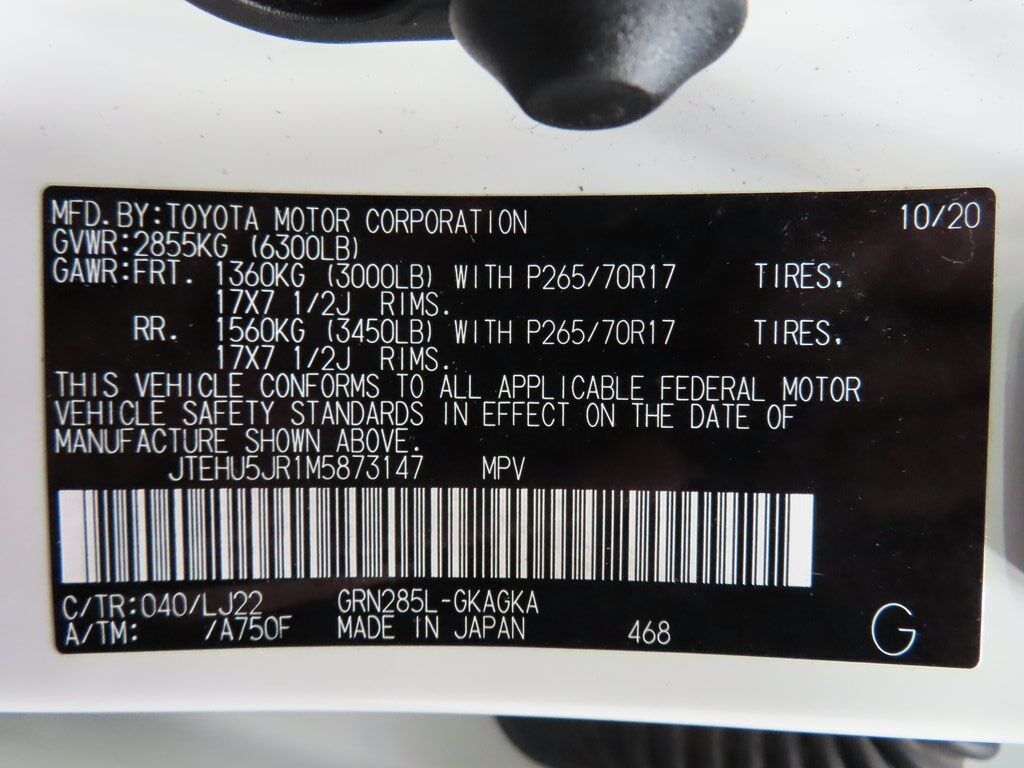 MFD.BY:TOYOTA MOTOR CORPORATION 10/20
GVWR:2855KG (6300LB)
GAWR:FRT. 1360KG (3000LB) WITH P265/70R17 TIRES,
17X7 1/2J RIMS.
RR. 1560KG (3450LB) WITH P265/70R17 TIRES,
17X7 1/2J RIMS.
THIS VEHICLE CONFORMS TO ALL APPLICABLE FEDERAL MOTOR
VEHICLE SAFETY STANDARDS IN EFFECT ON THE DATE OF
MANUFACTURE SHOWN ABOVE.
JTEHU5JR1M5873147 MPV
C/TR:040/LJ22 GRN285L-GKAGKA
A/TM: /A750F MADE IN JAPAN 468 G